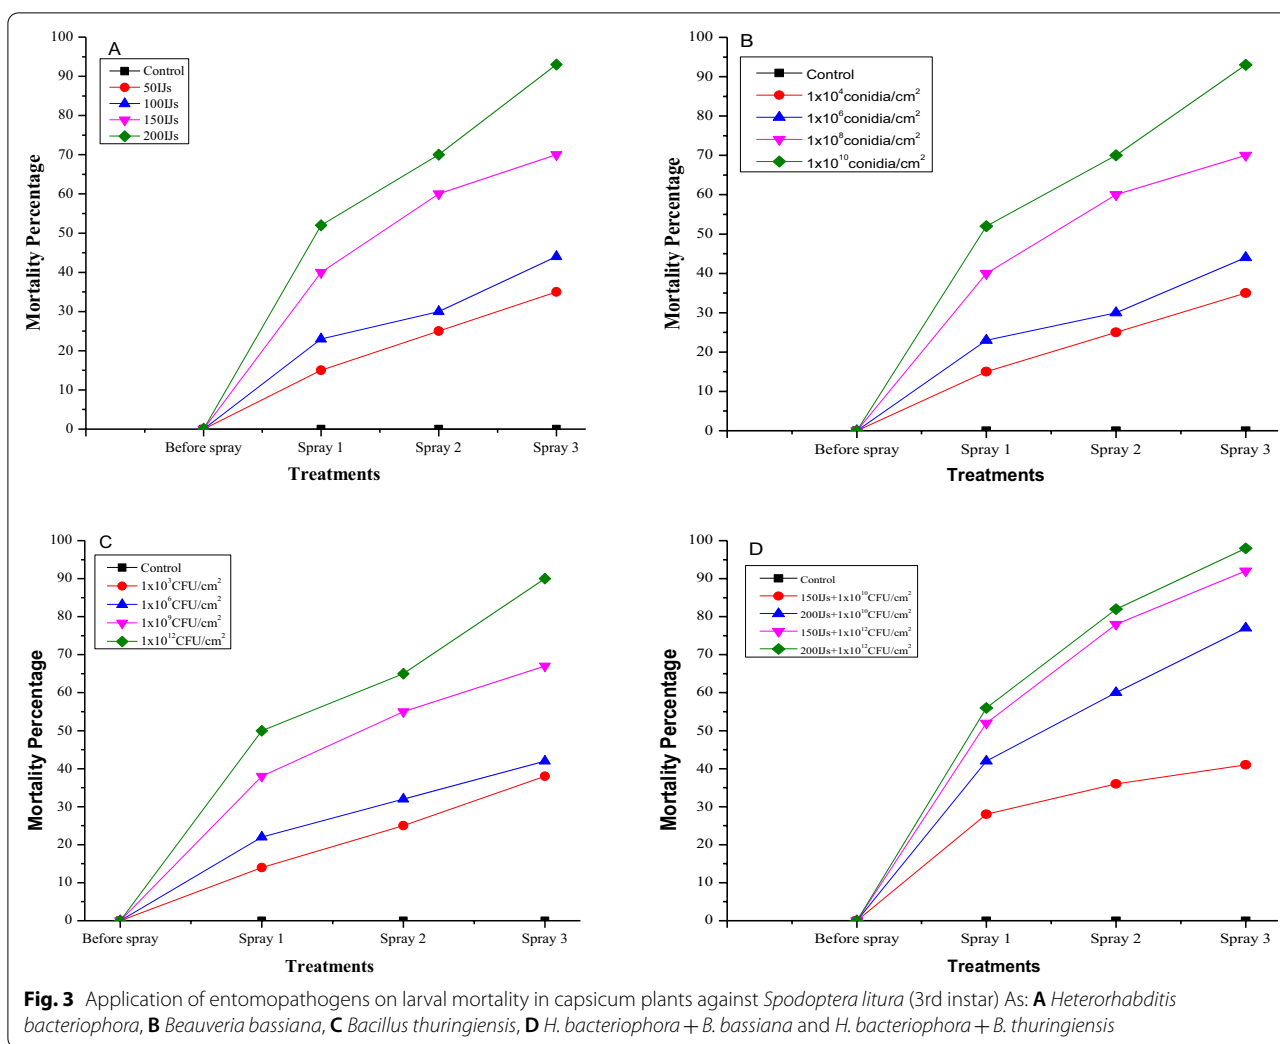 A
Control
50IJs
100IJs
150IJs
200IJs
100
90
80
70
60
50
40
30
20
10
0
Mortality Percentage
Before spray Spray 1 Spray 2 Spray 3
Treatments
B
Control
1x10⁴conidia/cm²
1x10⁶conidia/cm²
1x10⁸conidia/cm²
1x10¹⁰conidia/cm²
100
90
80
70
60
50
40
30
20
10
0
Mortality Percentage
Before spray Spray 1 Spray 2 Spray 3
Treatments
C
Control
1x10³CFU/cm²
1x10⁶CFU/cm²
1x10⁹CFU/cm²
1x10¹²CFU/cm²
100
90
80
70
60
50
40
30
20
10
0
Mortality Percentage
Before spray Spray 1 Spray 2 Spray 3
Treatments
D
Control
150IJs+1x10¹⁰CFU/cm²
200IJs+1x10¹⁰CFU/cm²
150IJs+1x10¹²CFU/cm²
200IJs+1x10¹²CFU/cm²
100
90
80
70
60
50
40
30
20
10
0
Mortality Percentage
Before spray Spray 1 Spray 2 Spray 3
Treatments
Fig. 3 Application of entomopathogens on larval mortality in capsicum plants against Spodoptera litura (3rd instar) As: A Heterorhabditis
bacteriophora, B Beauveria bassiana, C Bacillus thuringiensis, D H. bacteriophora + B. bassiana and H. bacteriophora + B. thuringiensis